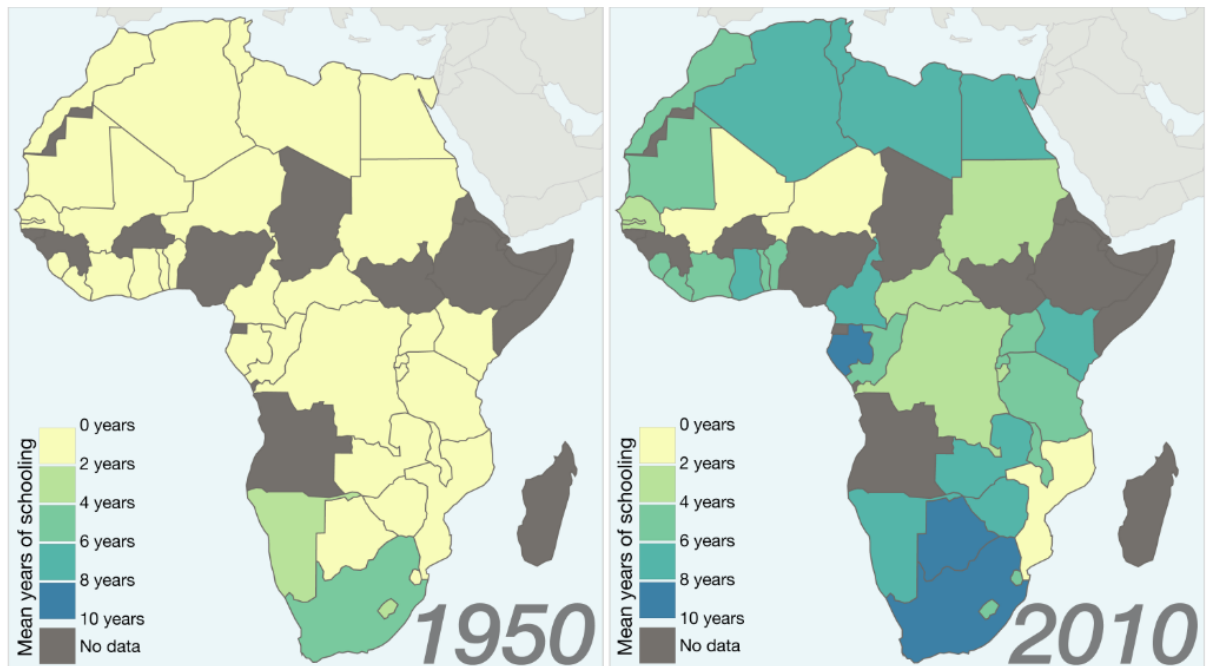 Mean years of schooling
0 years
2 years
4 years
6 years
8 years
10 years
No data
1950
Mean years of schooling
0 years
2 years
4 years
6 years
8 years
10 years
No data
2010